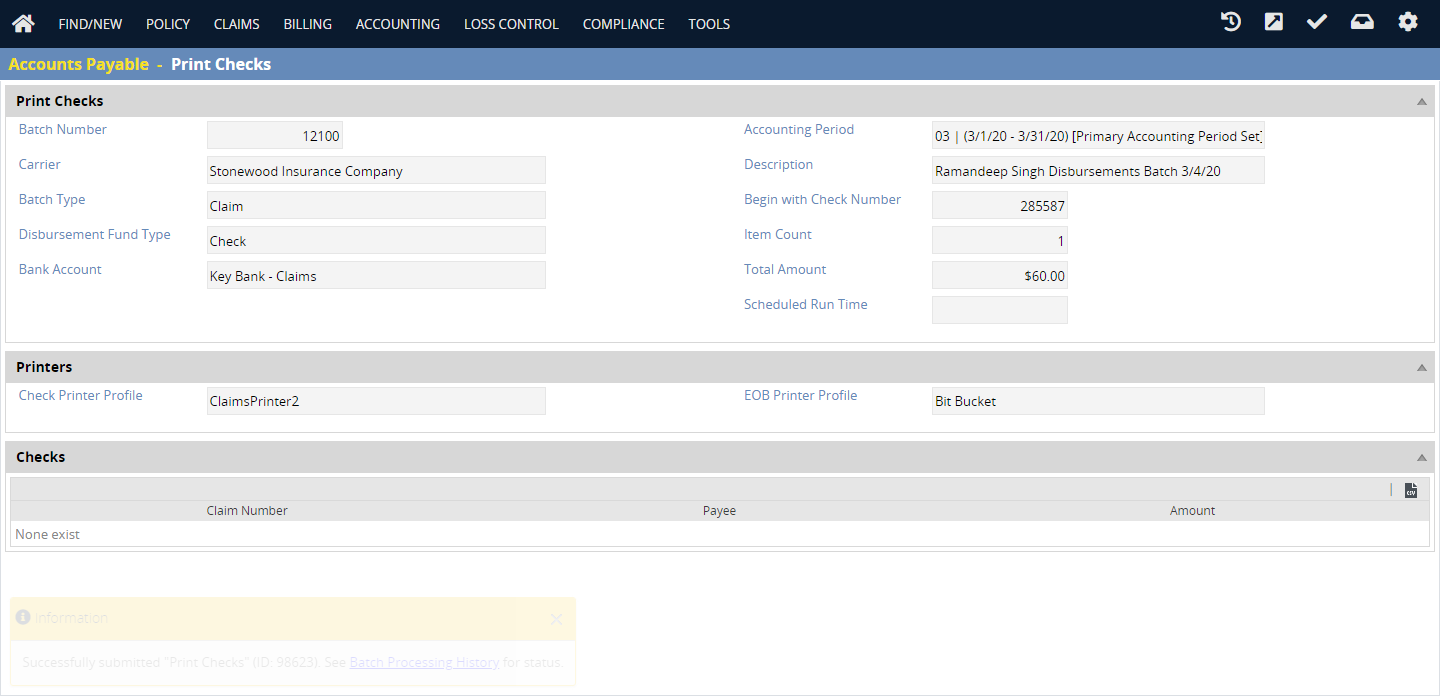 FIND/NEW POLICY CLAIMS BILLING ACCOUNTING LOSS CONTROL COMPLIANCE TOOLS
Accounts Payable - Print Checks
Print Checks
Batch Number 12100 Accounting Period 03 | (3/1/20 - 3/31/20) [Primary Accounting Period Set]
Carrier Stonewood Insurance Company Description Ramandeep Singh Disbursements Batch 3/4/20
Batch Type Claim Begin with Check Number 285587
Disbursement Fund Type Check Item Count 1
Bank Account Key Bank - Claims Total Amount $60.00
Scheduled Run Time
Printers
Check Printer Profile ClaimsPrinter2 EOB Printer Profile Bit Bucket
Checks
CSV
Claim Number Payee Amount
None exist
Information
Successfully submitted "Print Checks" (ID: 98623). See Batch Processing History for status.